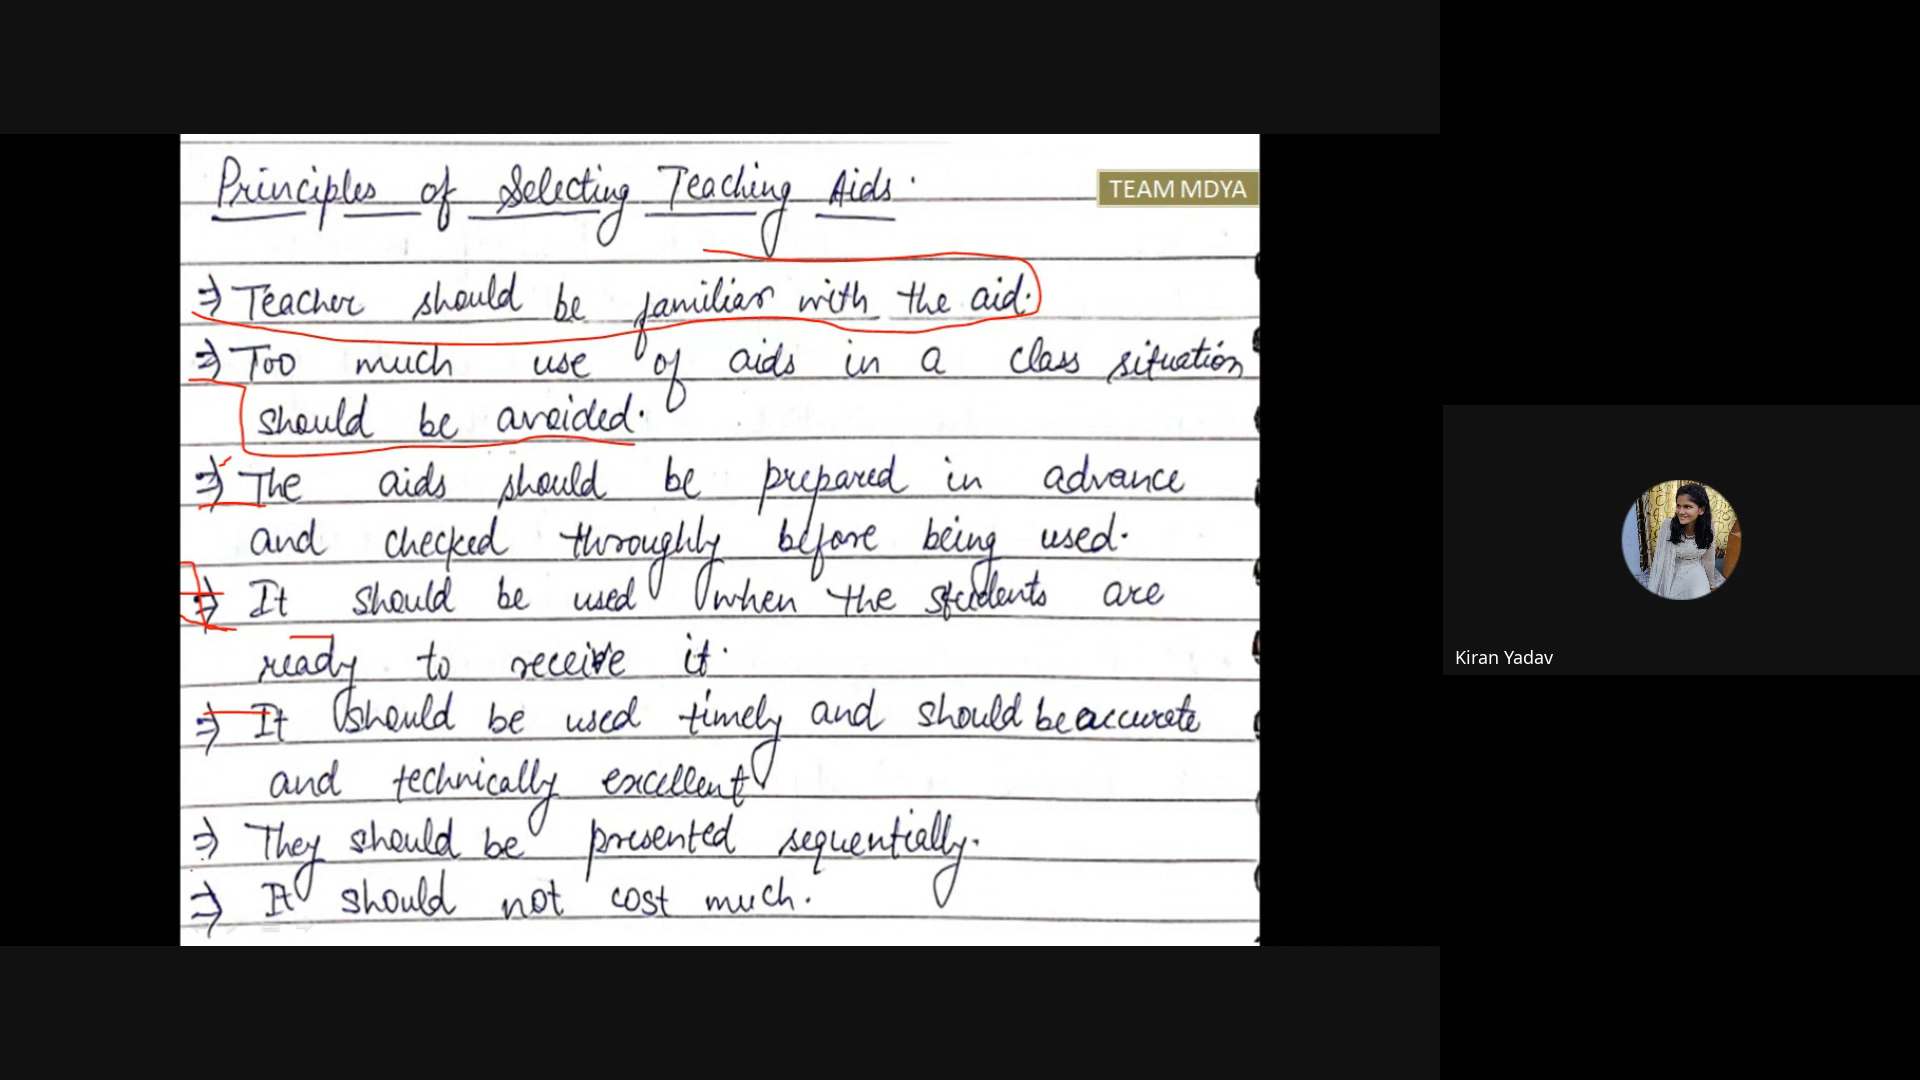 Principles of Selecting Teaching Aids.
TEAM MDYA
⇒ Teacher should be familiar with the aid.
⇒ Too much use of aids in a class situation
should be avoided.
⇒ The aids should be prepared in advance
and checked throughly before being used.
⇒ It should be used when the students are
ready to receive it.
⇒ It should be used timely and should be accurate
and technically excellent
⇒ They should be presented sequentially.
⇒ It should not cost much.
Kiran Yadav